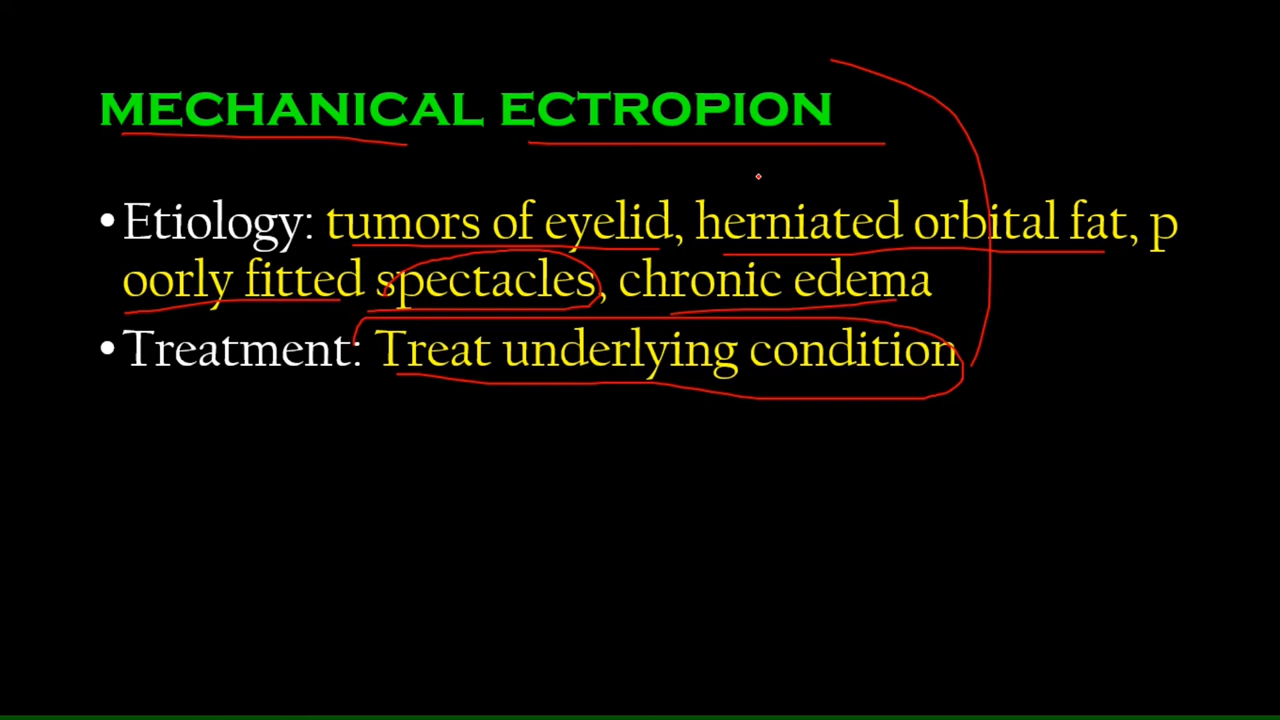 MECHANICAL ECTROPION
•Etiology: tumors of eyelid, herniated orbital fat, p
oorly fitted spectacles, chronic edema
•Treatment: Treat underlying condition